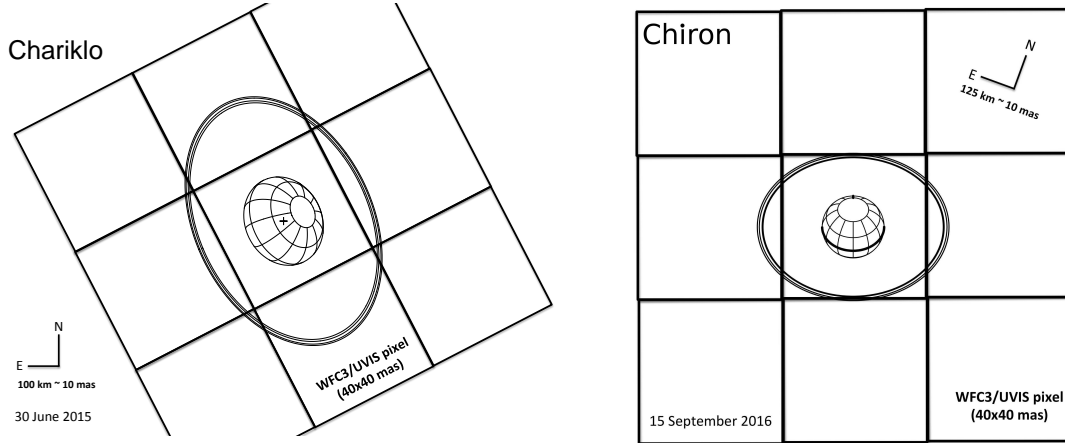 Chariklo
N
E
100 km ~ 10 mas
30 June 2015
WFC3/UVIS pixel
(40x40 mas)
Chiron
N
E
125 km ~ 10 mas
15 September 2016
WFC3/UVIS pixel
(40x40 mas)